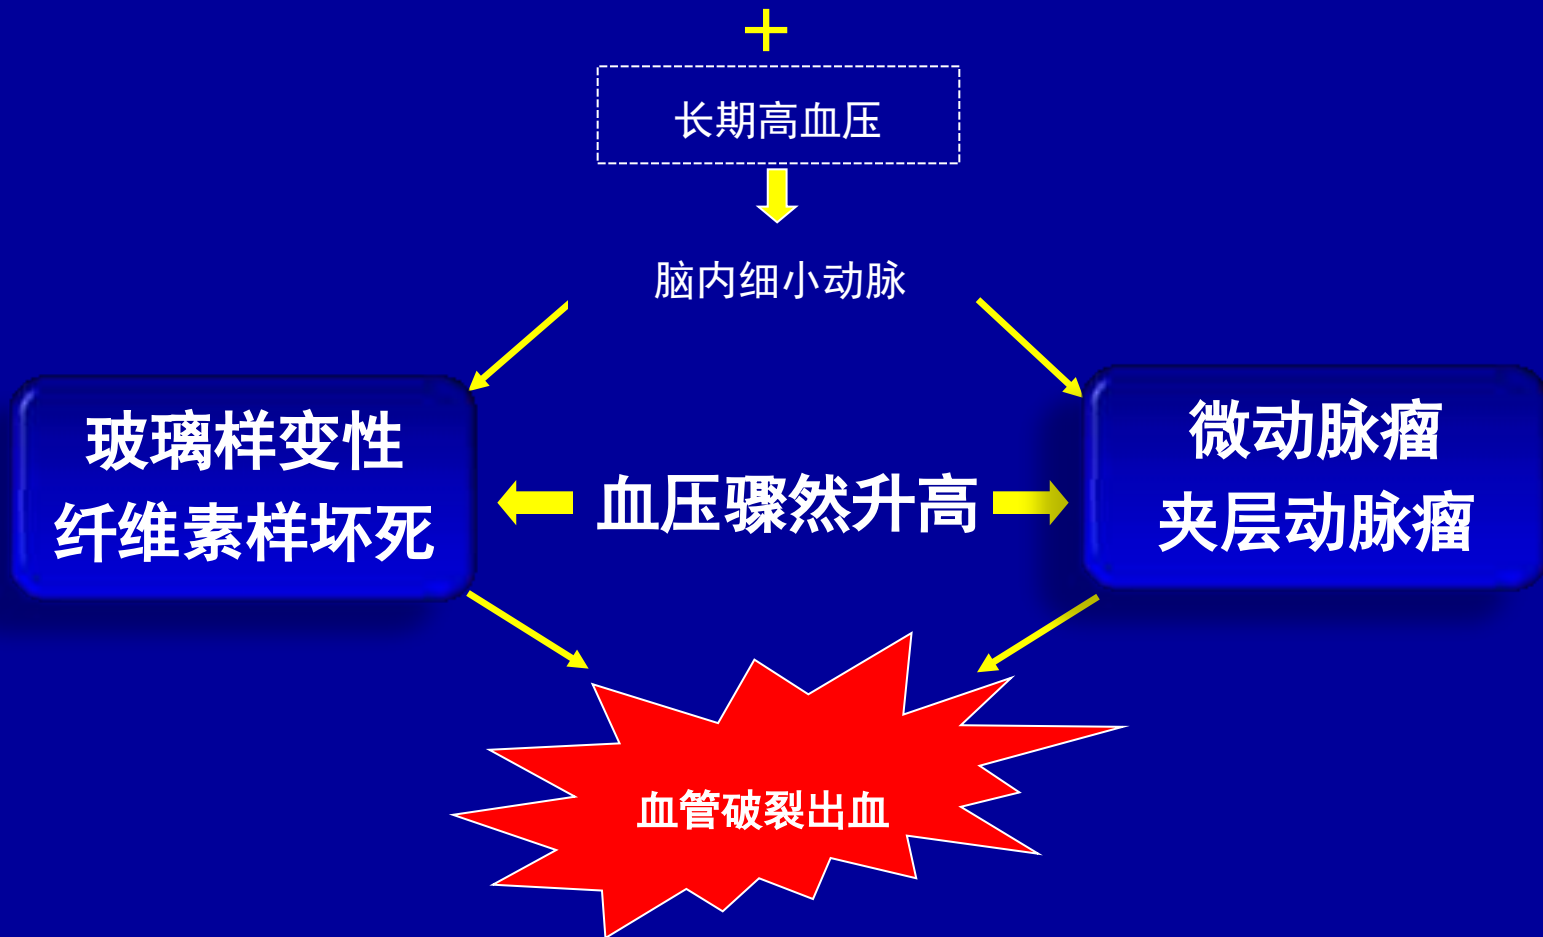 +
长期高血压
脑内细小动脉
玻璃样变性
纤维素样坏死
血压骤然升高
微动脉瘤
夹层动脉瘤
血管破裂出血